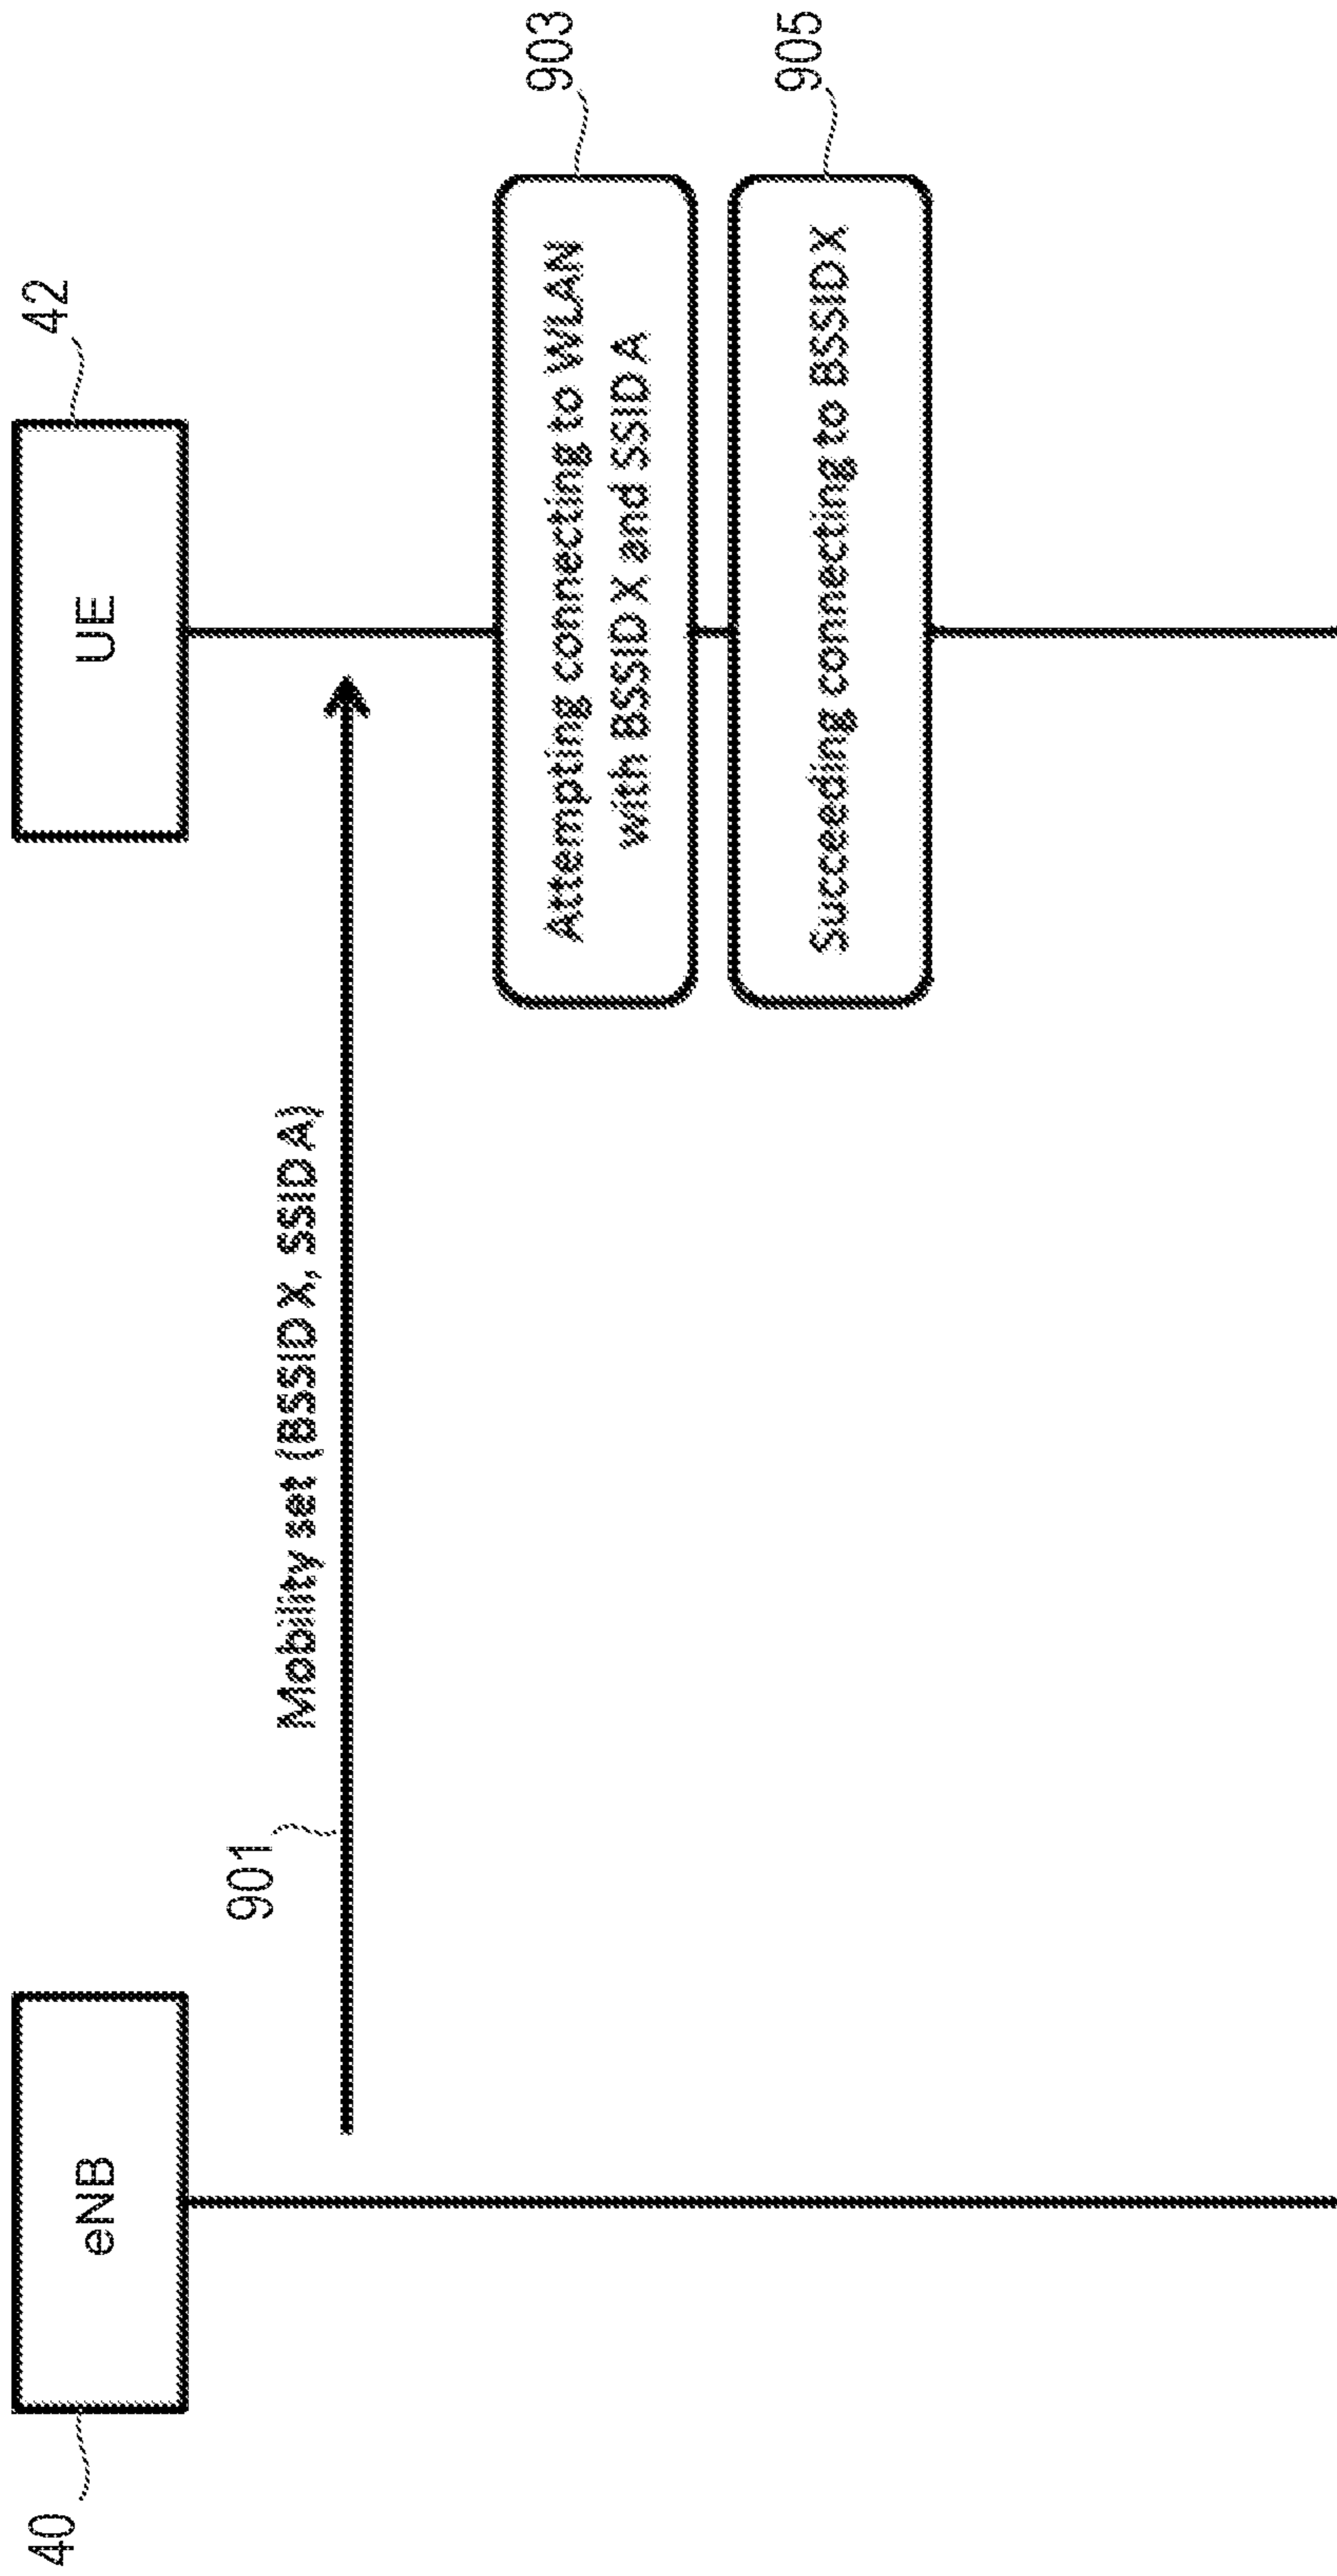 40
eNB
UE
42
901
Mobility set (BSSID X, SSID A)
Attempting connecting to WLAN
with BSSID X and SSID A
903
Succeeding connecting to BSSID X
905